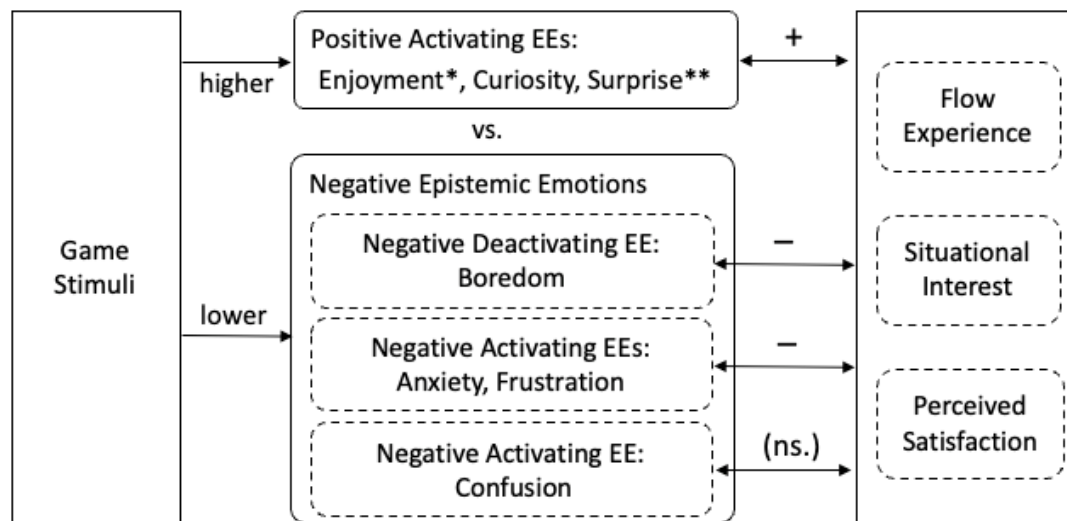 Game
Stimuli
higher
lower
Positive Activating EEs:
Enjoyment*, Curiosity, Surprise**
vs.
Negative Epistemic Emotions
Negative Deactivating EE:
Boredom
Negative Activating EEs:
Anxiety, Frustration
Negative Activating EE:
Confusion
+
−
−
(ns.)
Flow
Experience
Situational
Interest
Perceived
Satisfaction